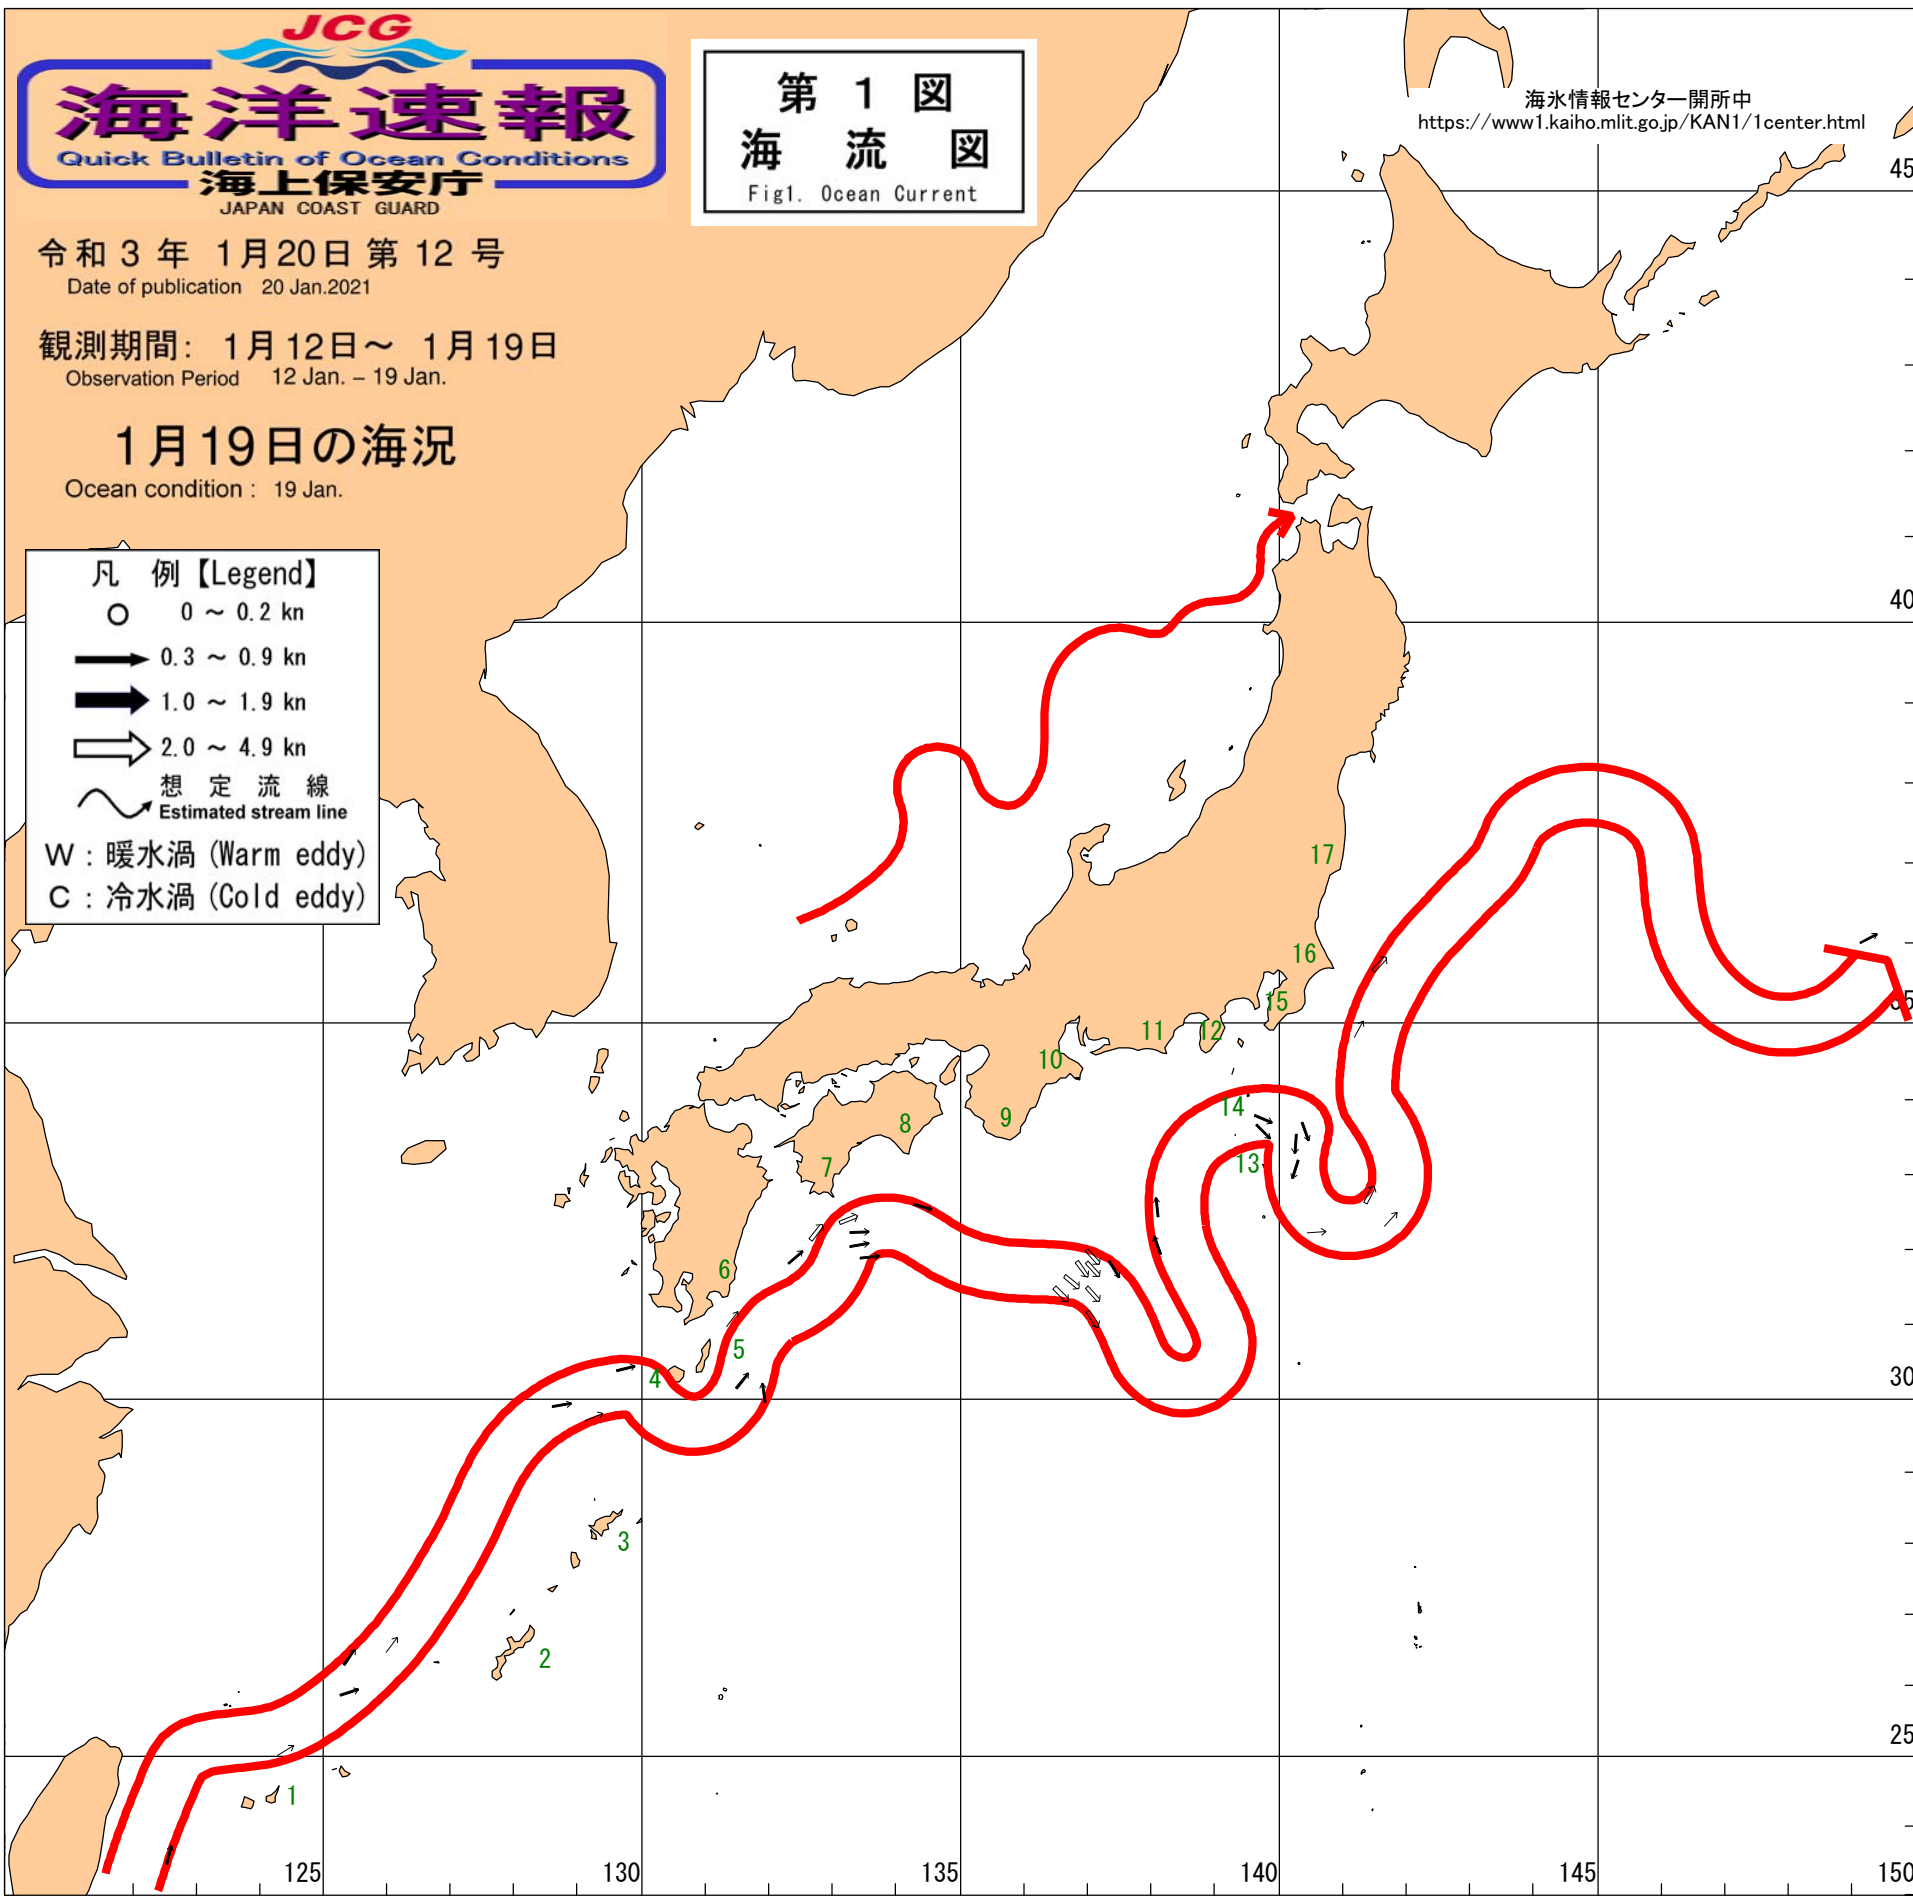 JCG
海洋速報
Quick Bulletin of Ocean Conditions
海上保安庁
JAPAN COAST GUARD
第 1 図
海 流 図
Fig1. Ocean Current
海氷情報センター開所中
https://www1.kaiho.mlit.go.jp/KAN1/1center.html
令和 3 年 1月20日 第 12 号
Date of publication 20 Jan.2021
観測期間: 1月12日～ 1月19日
Observation Period 12 Jan. – 19 Jan.
1月19日の海況
Ocean condition : 19 Jan.
凡 例【Legend】
0 ～ 0.2 kn
0.3 ～ 0.9 kn
1.0 ～ 1.9 kn
2.0 ～ 4.9 kn
想 定 流 線
Estimated stream line
W : 暖水渦 (Warm eddy)
C : 冷水渦 (Cold eddy)
45
40
17
16
15
35
11
12
10
14
9
8
13
7
6
5
4
30
3
2
25
1
125
130
135
140
145
150